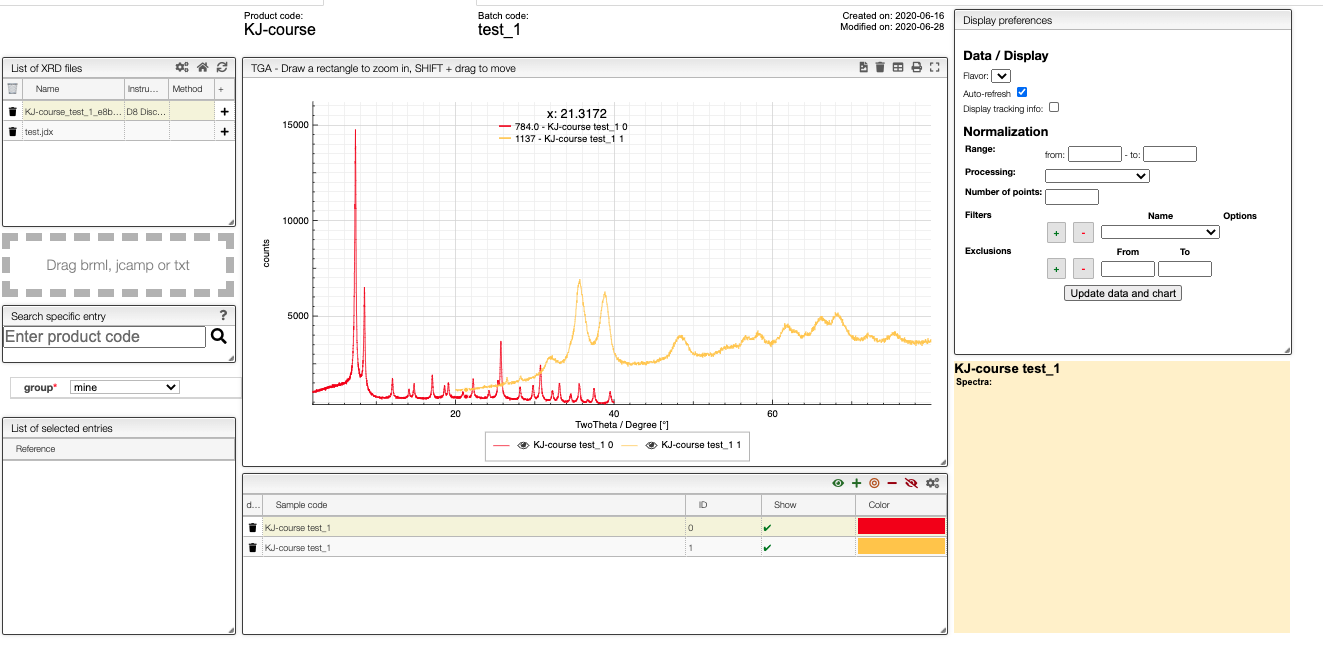 Product code:
KJ-course
Batch code:
test_1
Created on: 2020-06-16
Modified on: 2020-06-28
List of XRD files
Name Instru... Method +
KJ-course_test_1_e8b... D8 Disc... +
test.jdx +
Drag brml, jcamp or txt
Search specific entry ?
Enter product code
group* mine
List of selected entries
Reference
TGA - Draw a rectangle to zoom in, SHIFT + drag to move
x: 21.3172
784.0 - KJ-course test_1 0
1137 - KJ-course test_1 1
15000
10000
5000
counts
20 40 60
TwoTheta / Degree [°]
KJ-course test_1 0 KJ-course test_1 1
d... Sample code ID Show Color
KJ-course test_1 0 ✔
KJ-course test_1 1 ✔
Display preferences
Data / Display
Flavor:
Auto-refresh
Display tracking info:
Normalization
Range: from: - to:
Processing:
Number of points:
Filters Name Options
+ -
Exclusions From To
+ -
Update data and chart
KJ-course test_1
Spectra: